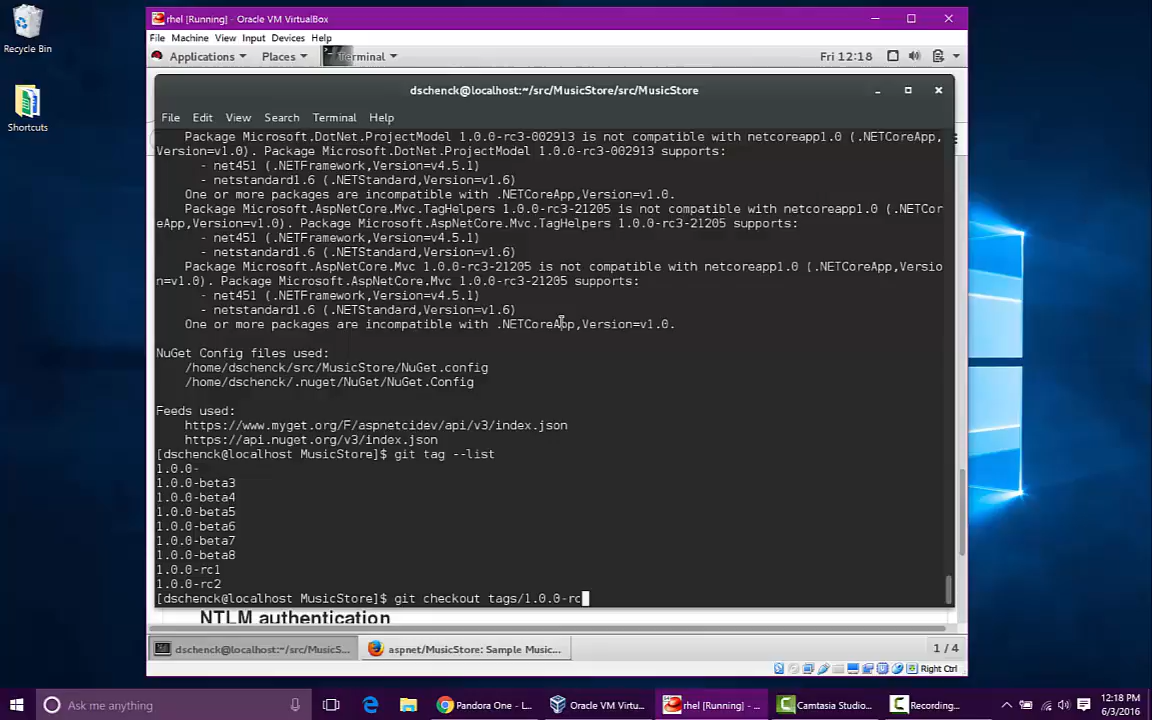 Recycle Bin
Shortcuts
rhel [Running] - Oracle VM VirtualBox
File Machine View Input Devices Help
Applications Places Terminal Fri 12:18
dschenck@localhost:~/src/MusicStore/src/MusicStore
File Edit View Search Terminal Help
Package Microsoft.DotNet.ProjectModel 1.0.0-rc3-002913 is not compatible with netcoreapp1.0 (.NETCoreApp,
Version=v1.0). Package Microsoft.DotNet.ProjectModel 1.0.0-rc3-002913 supports:
- net451 (.NETFramework,Version=v4.5.1)
- netstandard1.6 (.NETStandard,Version=v1.6)
One or more packages are incompatible with .NETCoreApp,Version=v1.0.
Package Microsoft.AspNetCore.Mvc.TagHelpers 1.0.0-rc3-21205 is not compatible with netcoreapp1.0 (.NETCor
eApp,Version=v1.0). Package Microsoft.AspNetCore.Mvc.TagHelpers 1.0.0-rc3-21205 supports:
- net451 (.NETFramework,Version=v4.5.1)
- netstandard1.6 (.NETStandard,Version=v1.6)
Package Microsoft.AspNetCore.Mvc 1.0.0-rc3-21205 is not compatible with netcoreapp1.0 (.NETCoreApp,Versio
n=v1.0). Package Microsoft.AspNetCore.Mvc 1.0.0-rc3-21205 supports:
- net451 (.NETFramework,Version=v4.5.1)
- netstandard1.6 (.NETStandard,Version=v1.6)
One or more packages are incompatible with .NETCoreApp,Version=v1.0.
NuGet Config files used:
/home/dschenck/src/MusicStore/NuGet.config
/home/dschenck/.nuget/NuGet/NuGet.Config
Feeds used:
https://www.myget.org/F/aspnetcidev/api/v3/index.json
https://api.nuget.org/v3/index.json
[dschenck@localhost MusicStore]$ git tag --list
1.0.0-
1.0.0-beta3
1.0.0-beta4
1.0.0-beta5
1.0.0-beta6
1.0.0-beta7
1.0.0-beta8
1.0.0-rc1
1.0.0-rc2
[dschenck@localhost MusicStore]$ git checkout tags/1.0.0-rc
NTLM authentication
dschenck@localhost:~/src/MusicS... aspnet/MusicStore: Sample Music... 1 / 4
Right Ctrl
Ask me anything Pandora One - L... Oracle VM Virtu... rhel [Running] - ... Camtasia Studio... Recording... 12:18 PM
6/3/2016